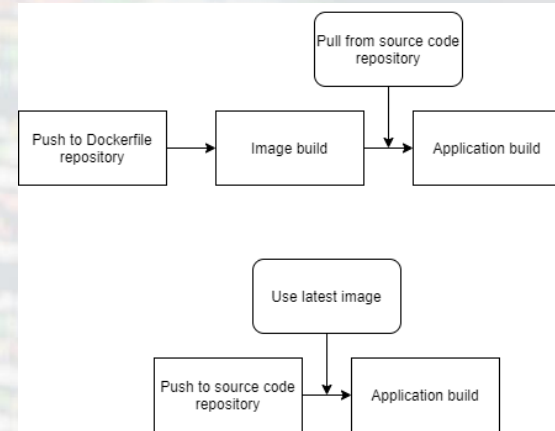 Pull from source code
repository
Push to Dockerfile
repository
Image build
Application build
Use latest image
Push to source code
repository
Application build